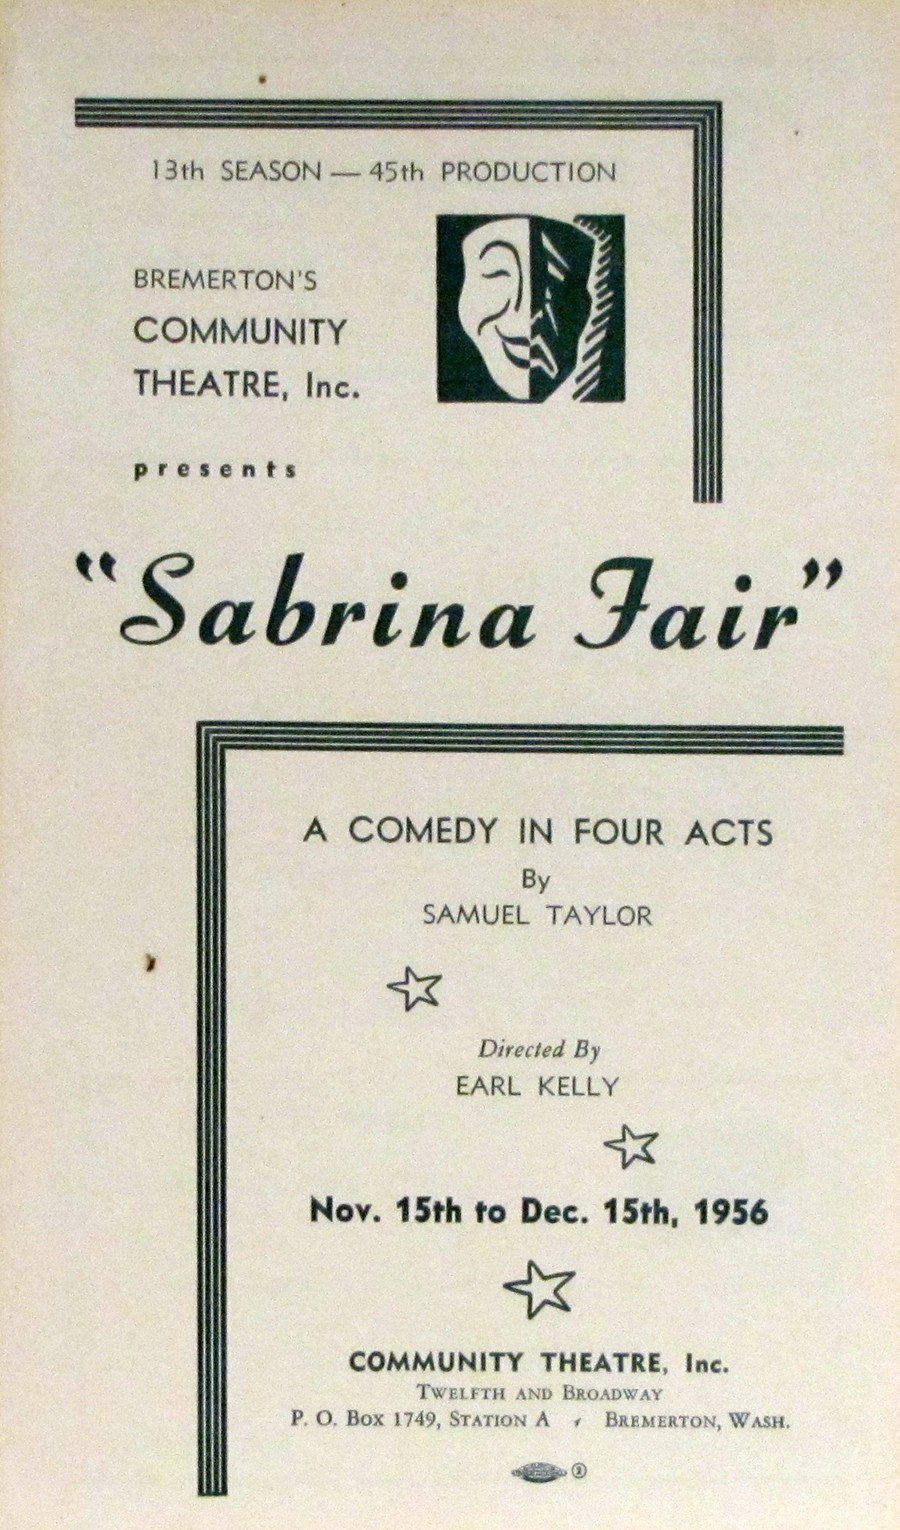 13th SEASON — 45th PRODUCTION
BREMERTON'S
COMMUNITY
THEATRE, Inc.
presents
"Sabrina Fair"
A COMEDY IN FOUR ACTS
By
SAMUEL TAYLOR
Directed By
EARL KELLY
Nov. 15th to Dec. 15th, 1956
COMMUNITY THEATRE, Inc.
TWELFTH AND BROADWAY
P. O. BOX 1749, STATION A BREMERTON, WASH.